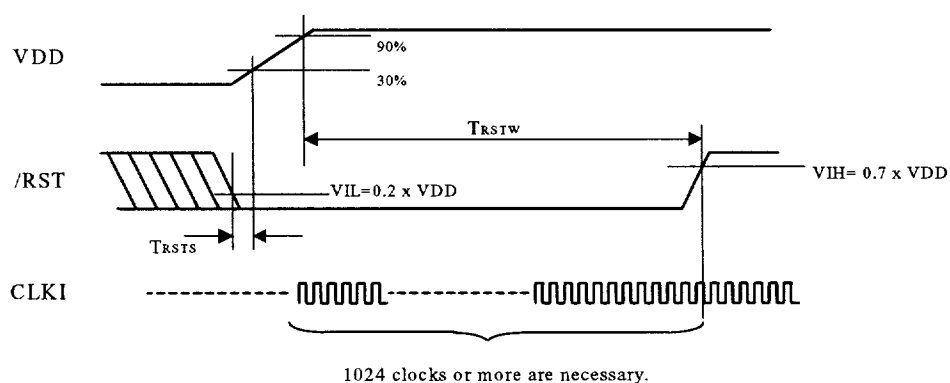 VDD
90%
30%
TRSTW
/RST
VIL=0.2 x VDD
VIH= 0.7 x VDD
TRSTS
CLKI
1024 clocks or more are necessary.